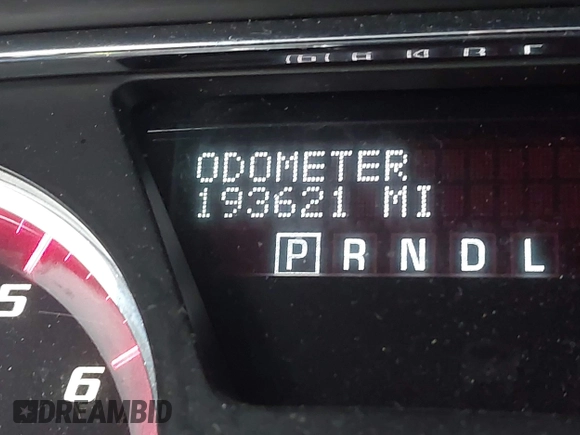 ODOMETER
193621 MI
P R N D L
5
6
DREAMBID